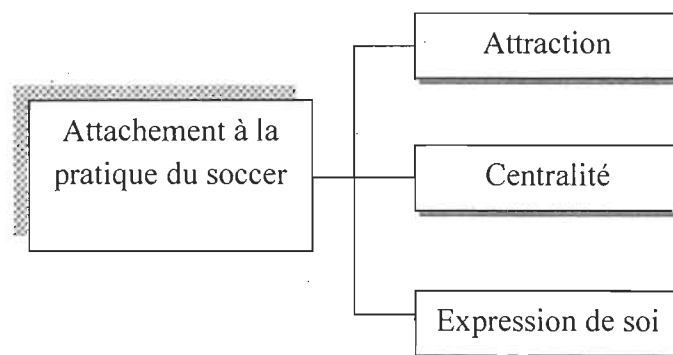 Attachement à la
pratique du soccer
Attraction
Centralité
Expression de soi